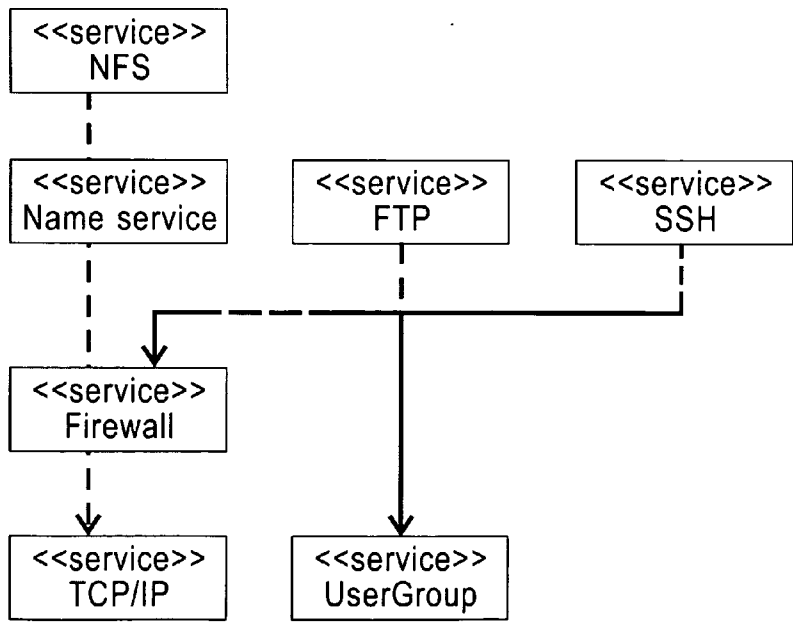 <<service>>
NFS
<<service>>
Name service
<<service>>
FTP
<<service>>
SSH
<<service>>
Firewall
<<service>>
TCP/IP
<<service>>
UserGroup